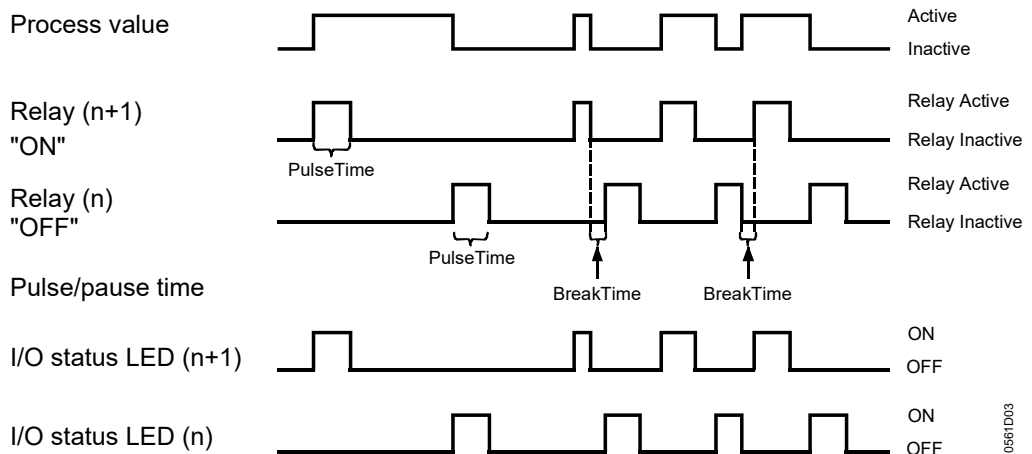 Process value
Active
Inactive
Relay (n+1)
"ON"
Relay Active
Relay Inactive
PulseTime
Relay (n)
"OFF"
Relay Active
Relay Inactive
PulseTime
Pulse/pause time
BreakTime
BreakTime
I/O status LED (n+1)
ON
OFF
I/O status LED (n)
ON
OFF
0561D03